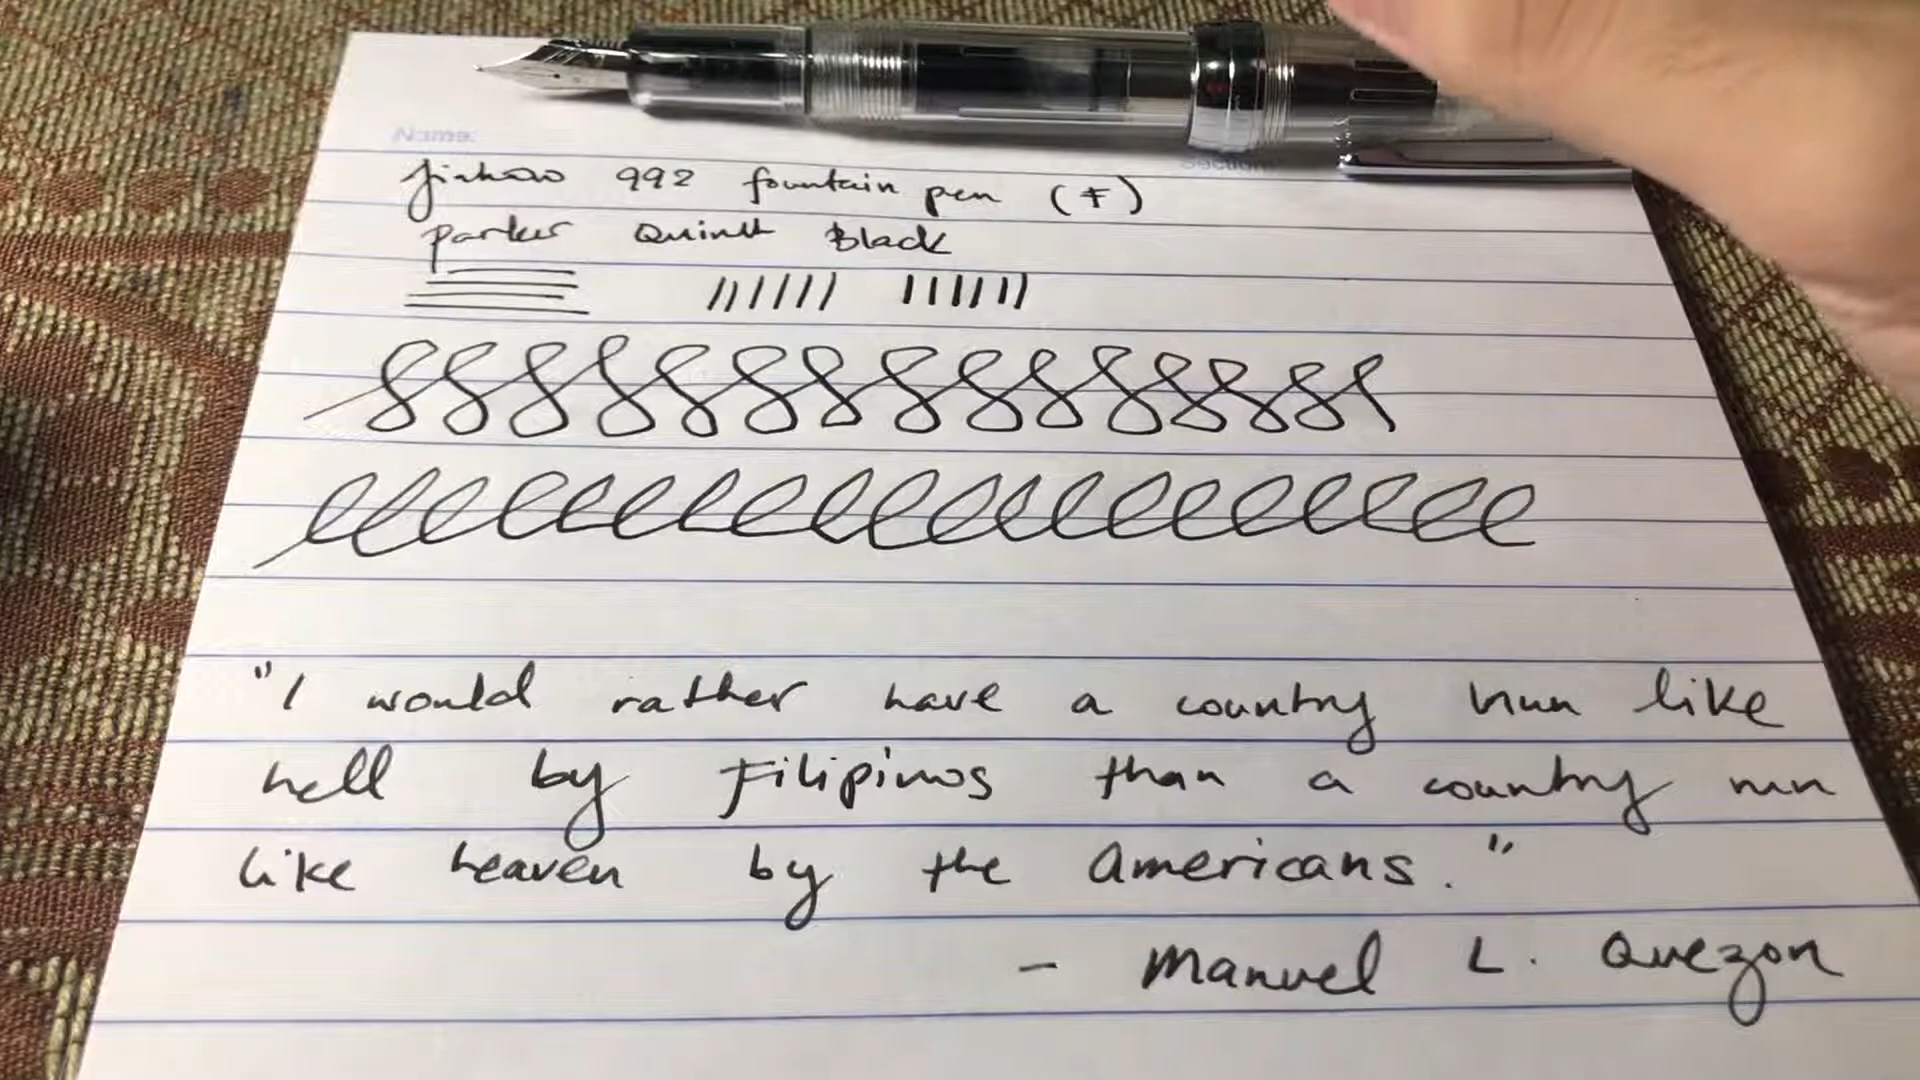 Name:
Section:
Jinhao 992 fountain pen (F)
Parker Quink Black
"I would rather have a country run like
hell by Filipinos than a country run
like heaven by the Americans."
- Manuel L. Quezon